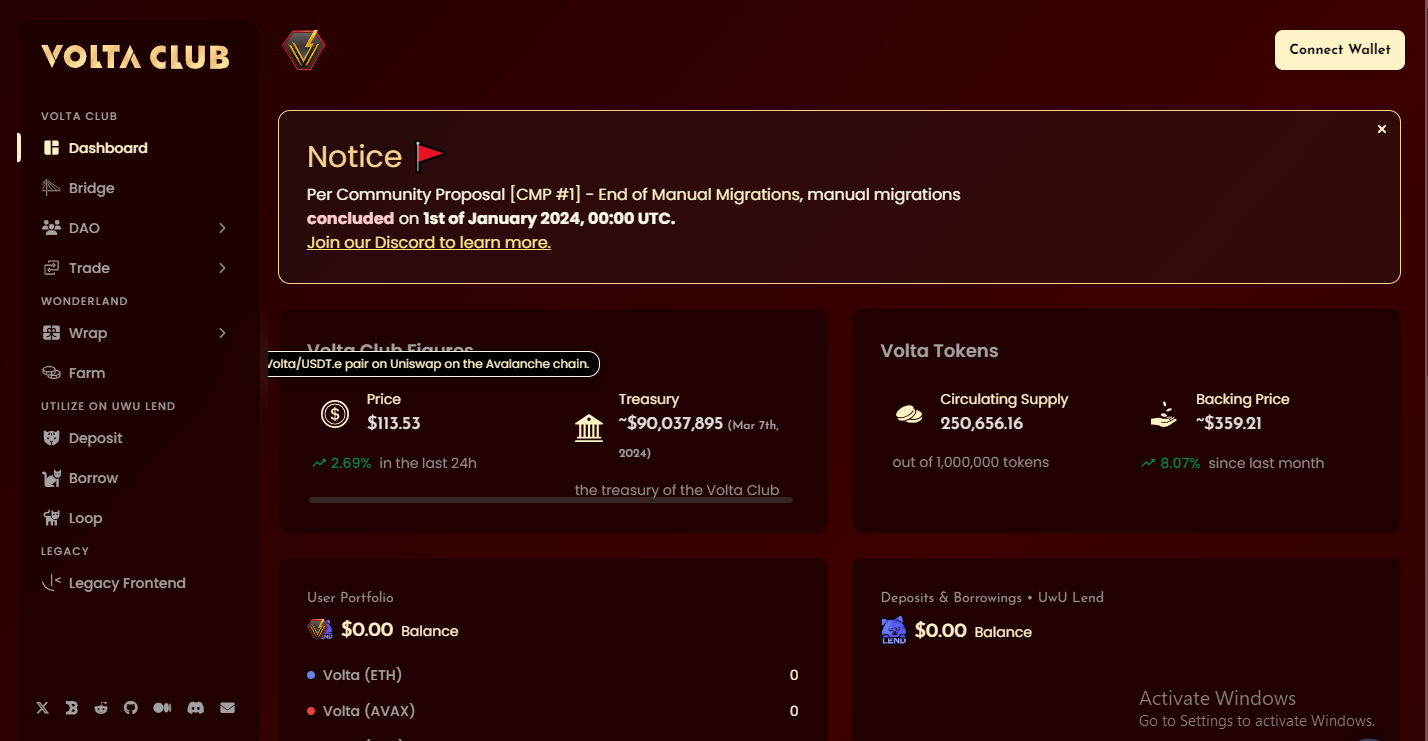 VOLTA CLUB
Connect Wallet
VOLTA CLUB
Dashboard
Bridge
DAO
Trade
WONDERLAND
Wrap
Farm
UTILIZE ON UWU LEND
Deposit
Borrow
Loop
LEGACY
Legacy Frontend
Notice
Per Community Proposal [CMP #1] - End of Manual Migrations, manual migrations
concluded on 1st of January 2024, 00:00 UTC.
Join our Discord to learn more.
Volta Club Figures
Volta/USDT.e pair on Uniswap on the Avalanche chain.
Price
$113.53
2.69% in the last 24h
Treasury
~$90,037,895 (Mar 7th,
2024)
the treasury of the Volta Club
Volta Tokens
Circulating Supply
250,656.16
out of 1,000,000 tokens
Backing Price
~$359.21
8.07% since last month
User Portfolio
$0.00 Balance
Volta (ETH) 0
Volta (AVAX) 0
Deposits & Borrowings • UwU Lend
LEND
$0.00 Balance
Activate Windows
Go to Settings to activate Windows.